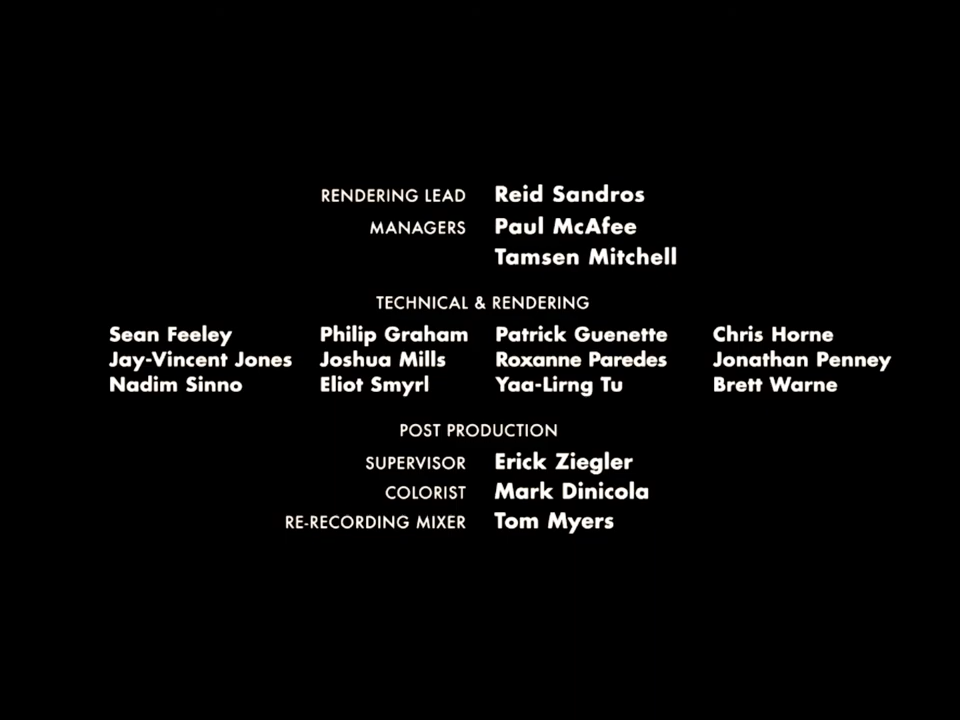 RENDERING LEAD Reid Sandros
MANAGERS Paul McAfee
Tamsen Mitchell
TECHNICAL & RENDERING
Sean Feeley Philip Graham Patrick Guenette Chris Horne
Jay-Vincent Jones Joshua Mills Roxanne Paredes Jonathan Penney
Nadim Sinno Eliot Smyrl Yaa-Lirng Tu Brett Warne
POST PRODUCTION
SUPERVISOR Erick Ziegler
COLORIST Mark Dinicola
RE-RECORDING MIXER Tom Myers